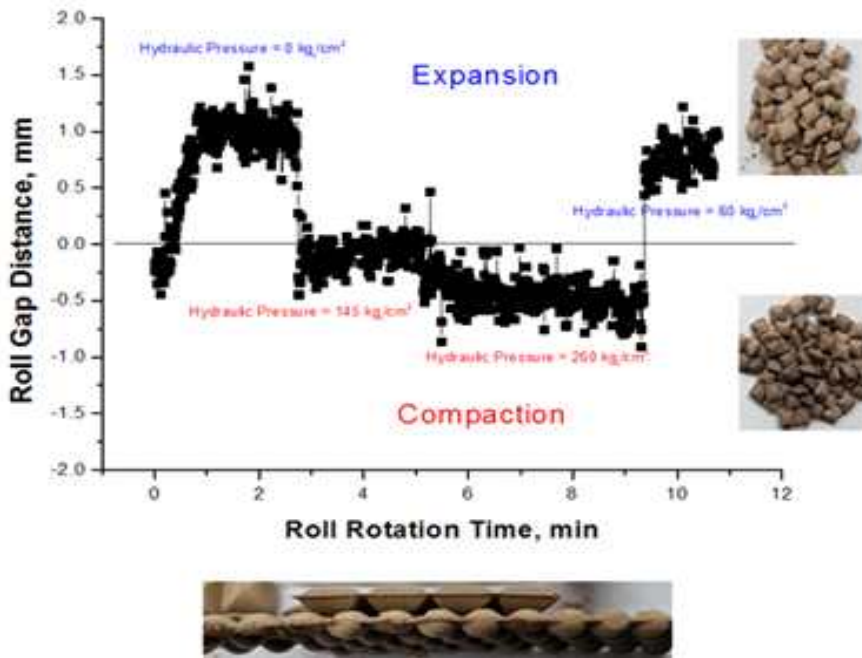 2.0
Hydraulic Pressure = 0 kg/cm²
1.5
Expansion
1.0
0.5
Hydraulic Pressure = 60 kg/cm²
0.0
-0.5
Hydraulic Pressure = 145 kg/cm²
Hydraulic Pressure = 260 kg/cm²
-1.0
Compaction
-1.5
-2.0
0 2 4 6 8 10 12
Roll Gap Distance, mm
Roll Rotation Time, min